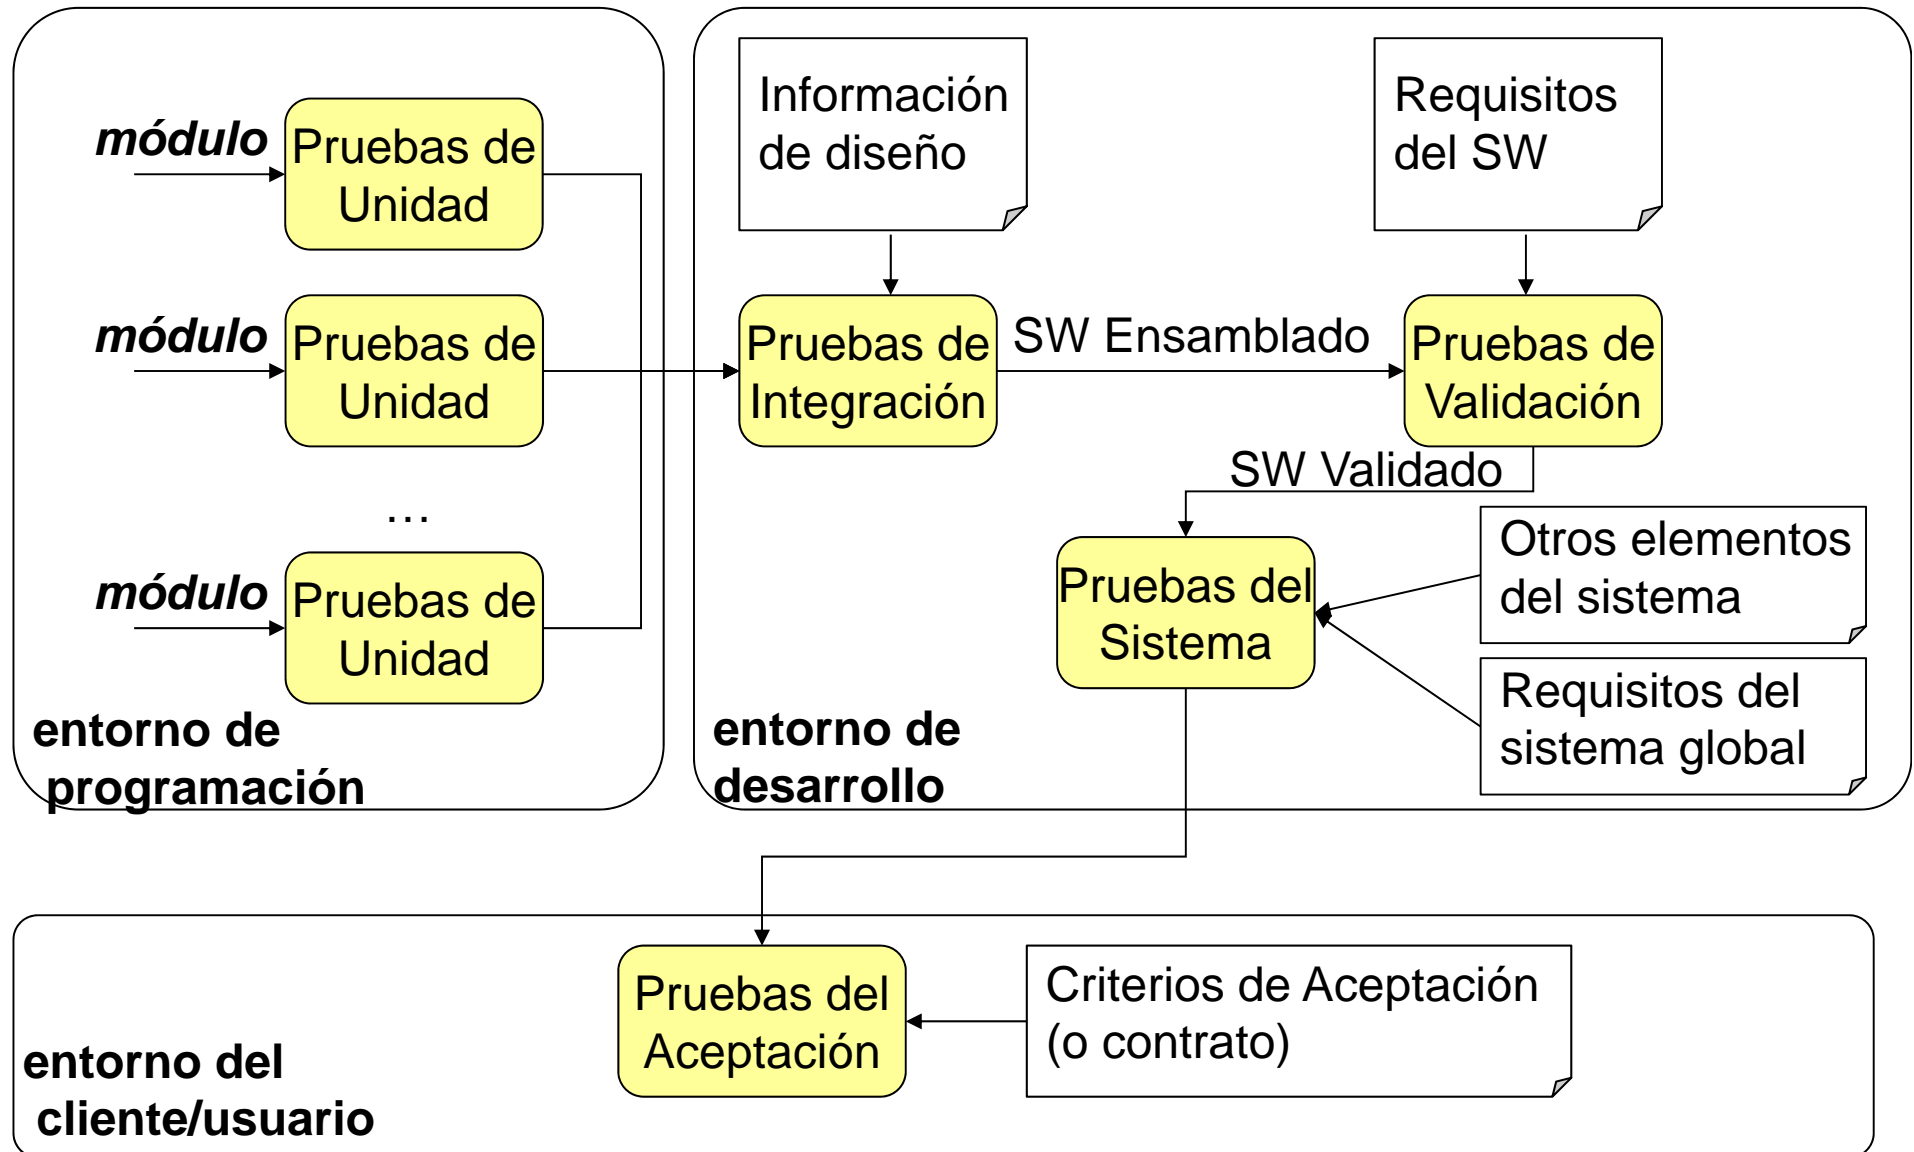 módulo
Pruebas de
Unidad
módulo
Pruebas de
Unidad
…
módulo
Pruebas de
Unidad
entorno de
programación
Información
de diseño
Requisitos
del SW
Pruebas de
Integración
SW Ensamblado
Pruebas de
Validación
SW Validado
Pruebas del
Sistema
Otros elementos
del sistema
Requisitos del
sistema global
entorno de
desarrollo
Pruebas del
Aceptación
Criterios de Aceptación
(o contrato)
entorno del
cliente/usuario